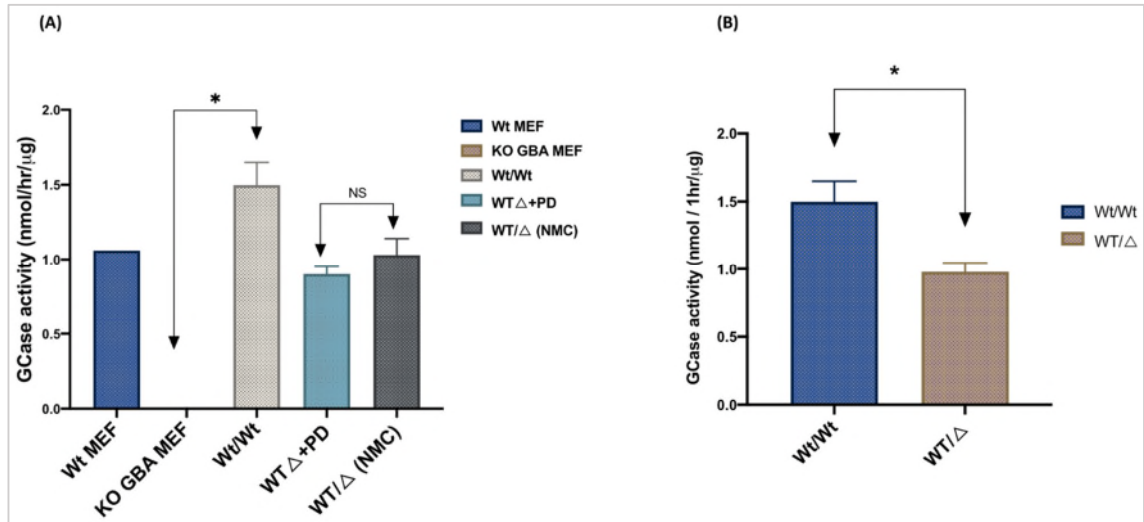 (A)
GCase activity (nmol/hr/μg)
2.0
1.5
1.0
0.5
0.0
*
NS
Wt MEF
KO GBA MEF
Wt/Wt
WT△+PD
WT/△ (NMC)
Wt MEF
KO GBA MEF
Wt/Wt
WT△+PD
WT/△ (NMC)
(B)
GCase activity (nmol / 1hr/μg)
2.0
1.5
1.0
0.5
0.0
*
Wt/Wt
WT/△
Wt/Wt
WT/△